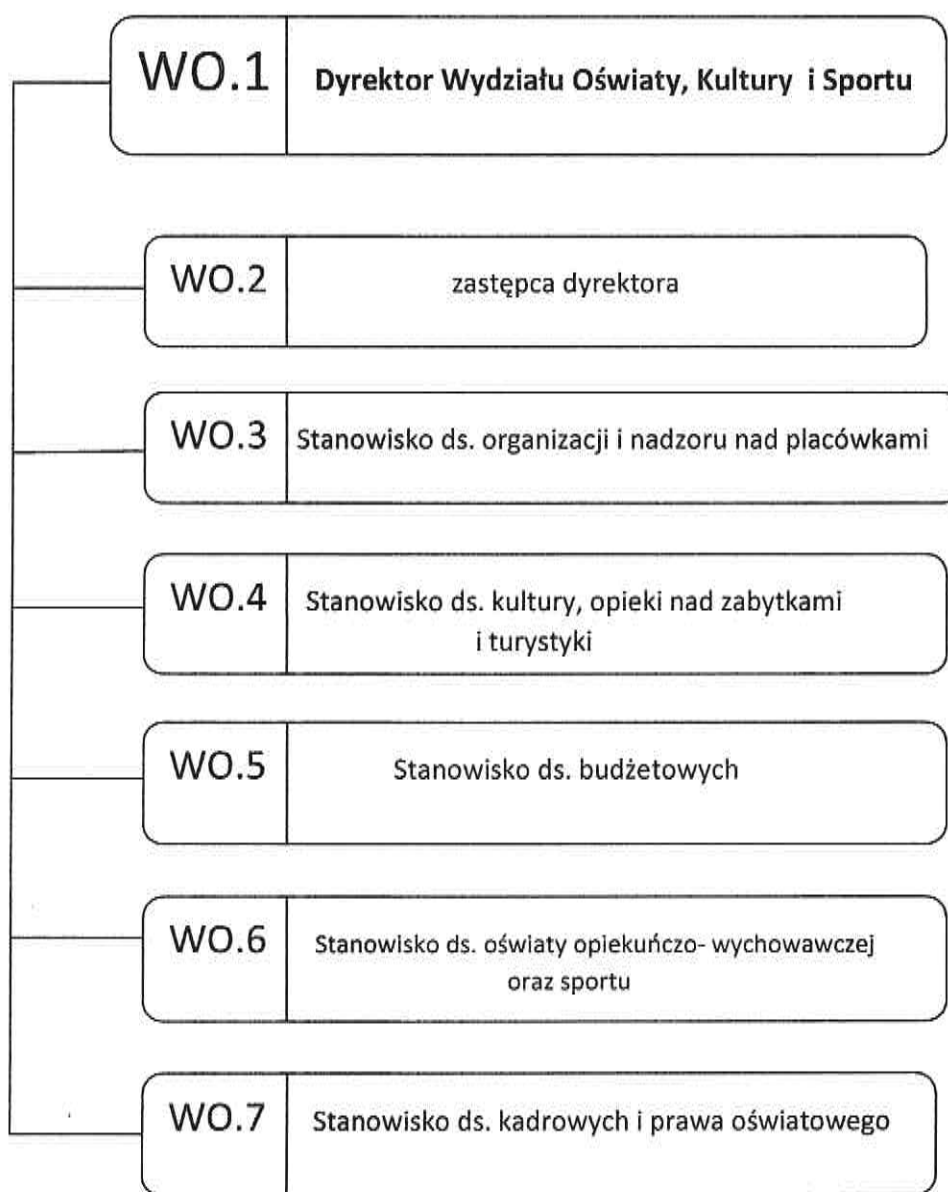 WO.1 Dyrektor Wydziału Oświaty, Kultury i Sportu
WO.2 zastępca dyrektora
WO.3 Stanowisko ds. organizacji i nadzoru nad placówkami
WO.4 Stanowisko ds. kultury, opieki nad zabytkami
i turystyki
WO.5 Stanowisko ds. budżetowych
WO.6 Stanowisko ds. oświaty opiekuńczo- wychowawczej
oraz sportu
WO.7 Stanowisko ds. kadrowych i prawa oświatowego